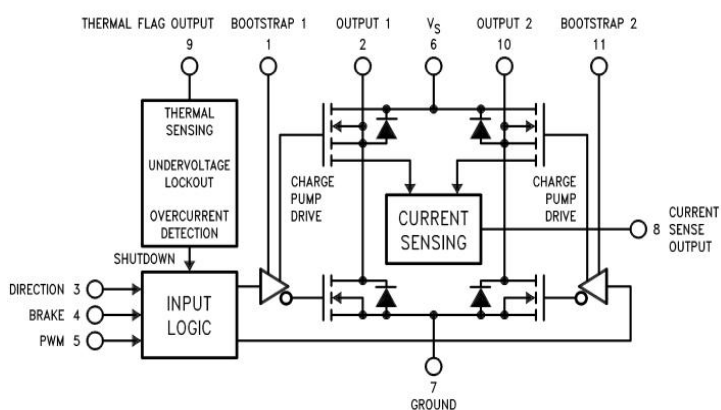 THERMAL FLAG OUTPUT
9
BOOTSTRAP 1
1
OUTPUT 1
2
VS
6
OUTPUT 2
10
BOOTSTRAP 2
11
THERMAL
SENSING
UNDERVOLTAGE
LOCKOUT
OVERCURRENT
DETECTION
CHARGE
PUMP
DRIVE
CURRENT
SENSING
CHARGE
PUMP
DRIVE
8 CURRENT
SENSE
OUTPUT
SHUTDOWN
DIRECTION 3
BRAKE 4
PWM 5
INPUT
LOGIC
7
GROUND